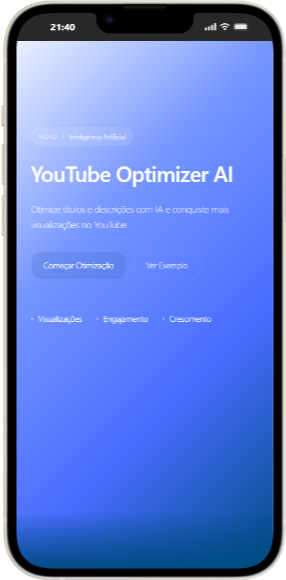 21:40
NOVO • Inteligência Artificial
YouTube Optimizer AI
Otimize títulos e descrições com IA e conquiste mais
visualizações no YouTube
Começar Otimização Ver Exemplo
• Visualizações • Engajamento • Crescimento